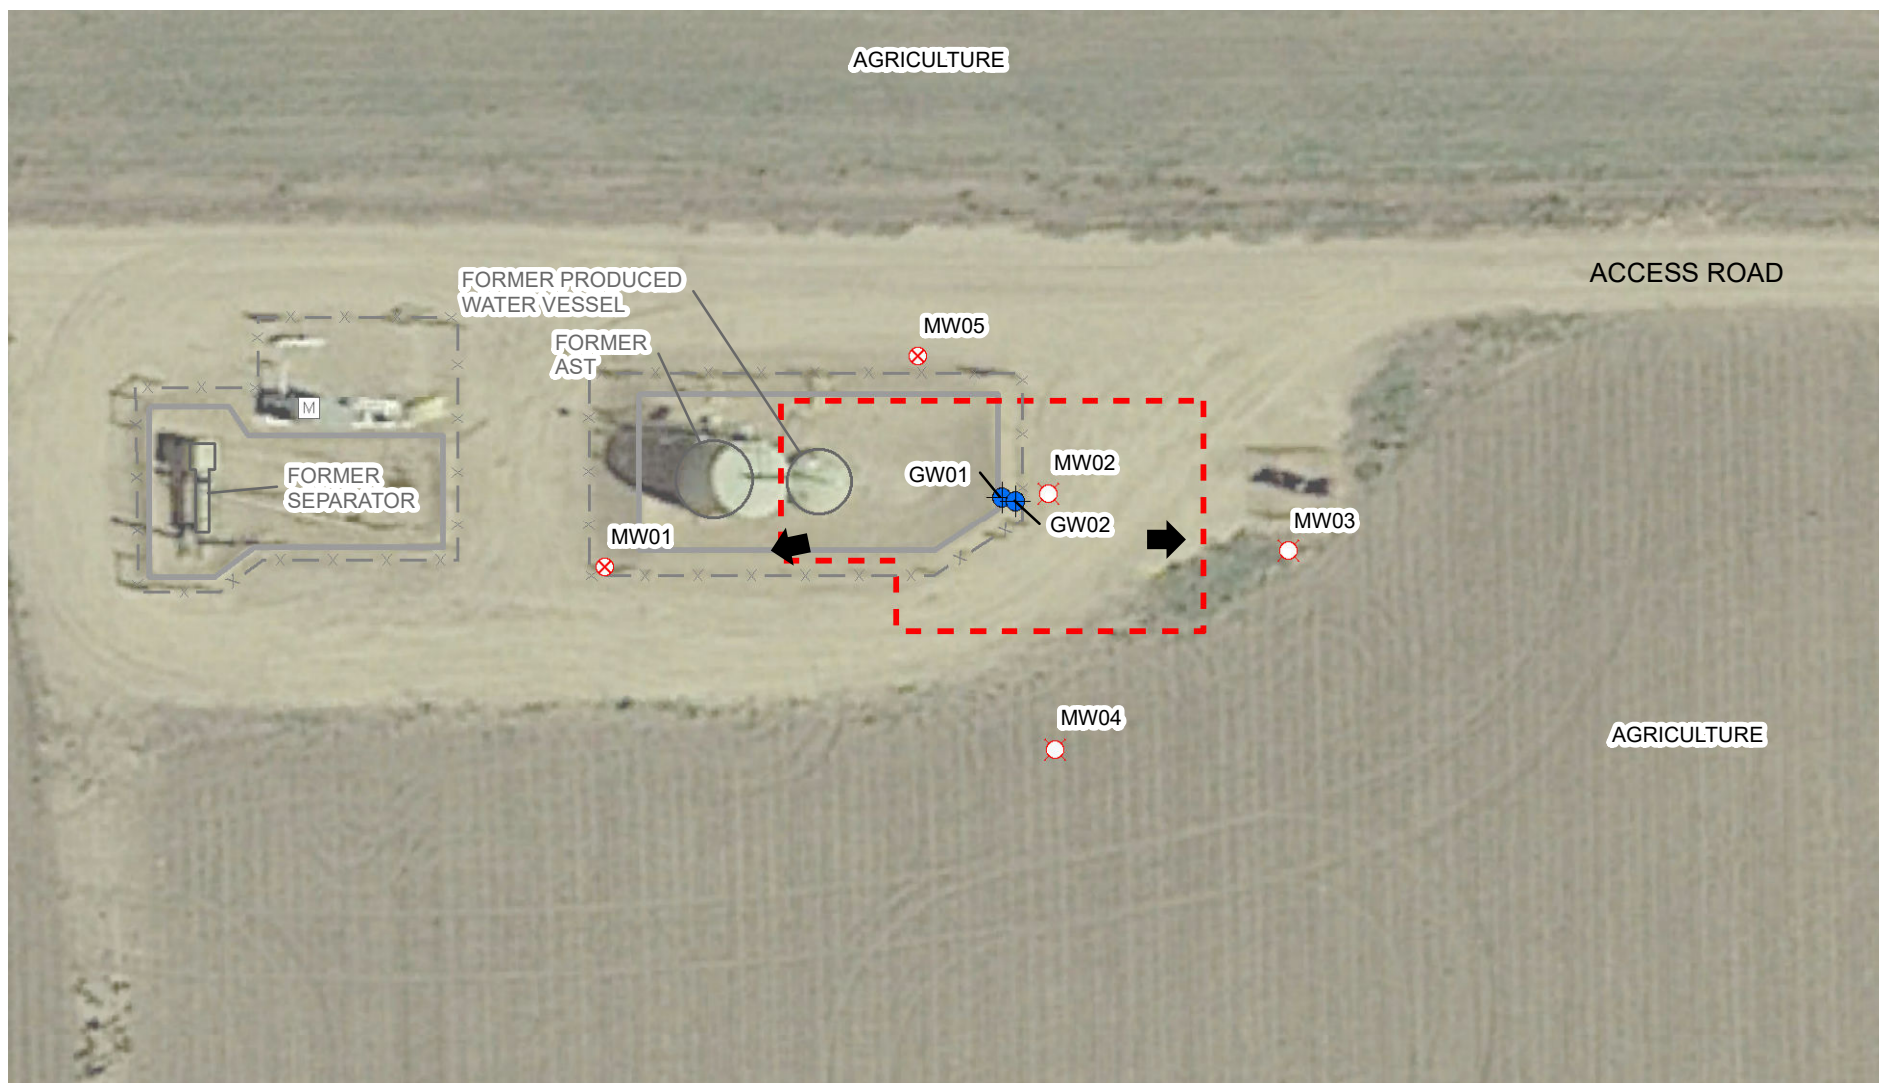 AGRICULTURE
ACCESS ROAD
FORMER PRODUCED
WATER VESSEL
MW05
FORMER
AST
M
MW02
GW01
FORMER
SEPARATOR
GW02
MW03
MW01
MW04
AGRICULTURE